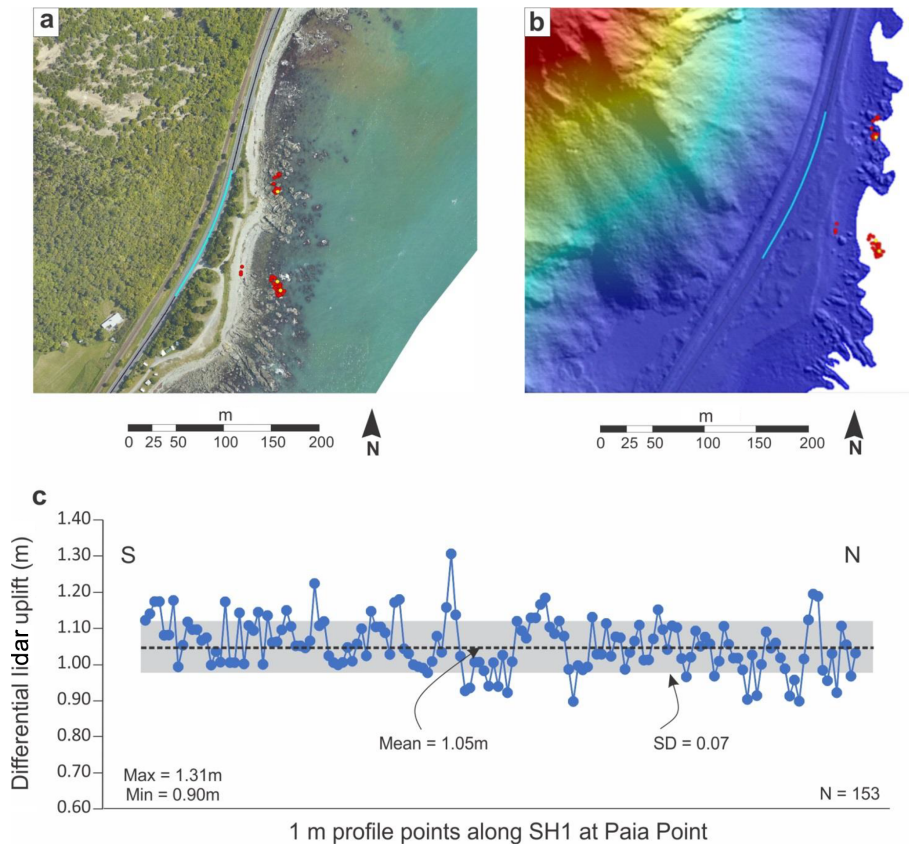 a
b
m
0 25 50 100 150 200
N
m
0 25 50 100 150 200
N
c
Differential lidar uplift (m)
1.40
1.30
1.20
1.10
1.00
0.90
0.80
0.70
0.60
S
N
Mean = 1.05m
SD = 0.07
Max = 1.31m
Min = 0.90m
N = 153
1 m profile points along SH1 at Paia Point